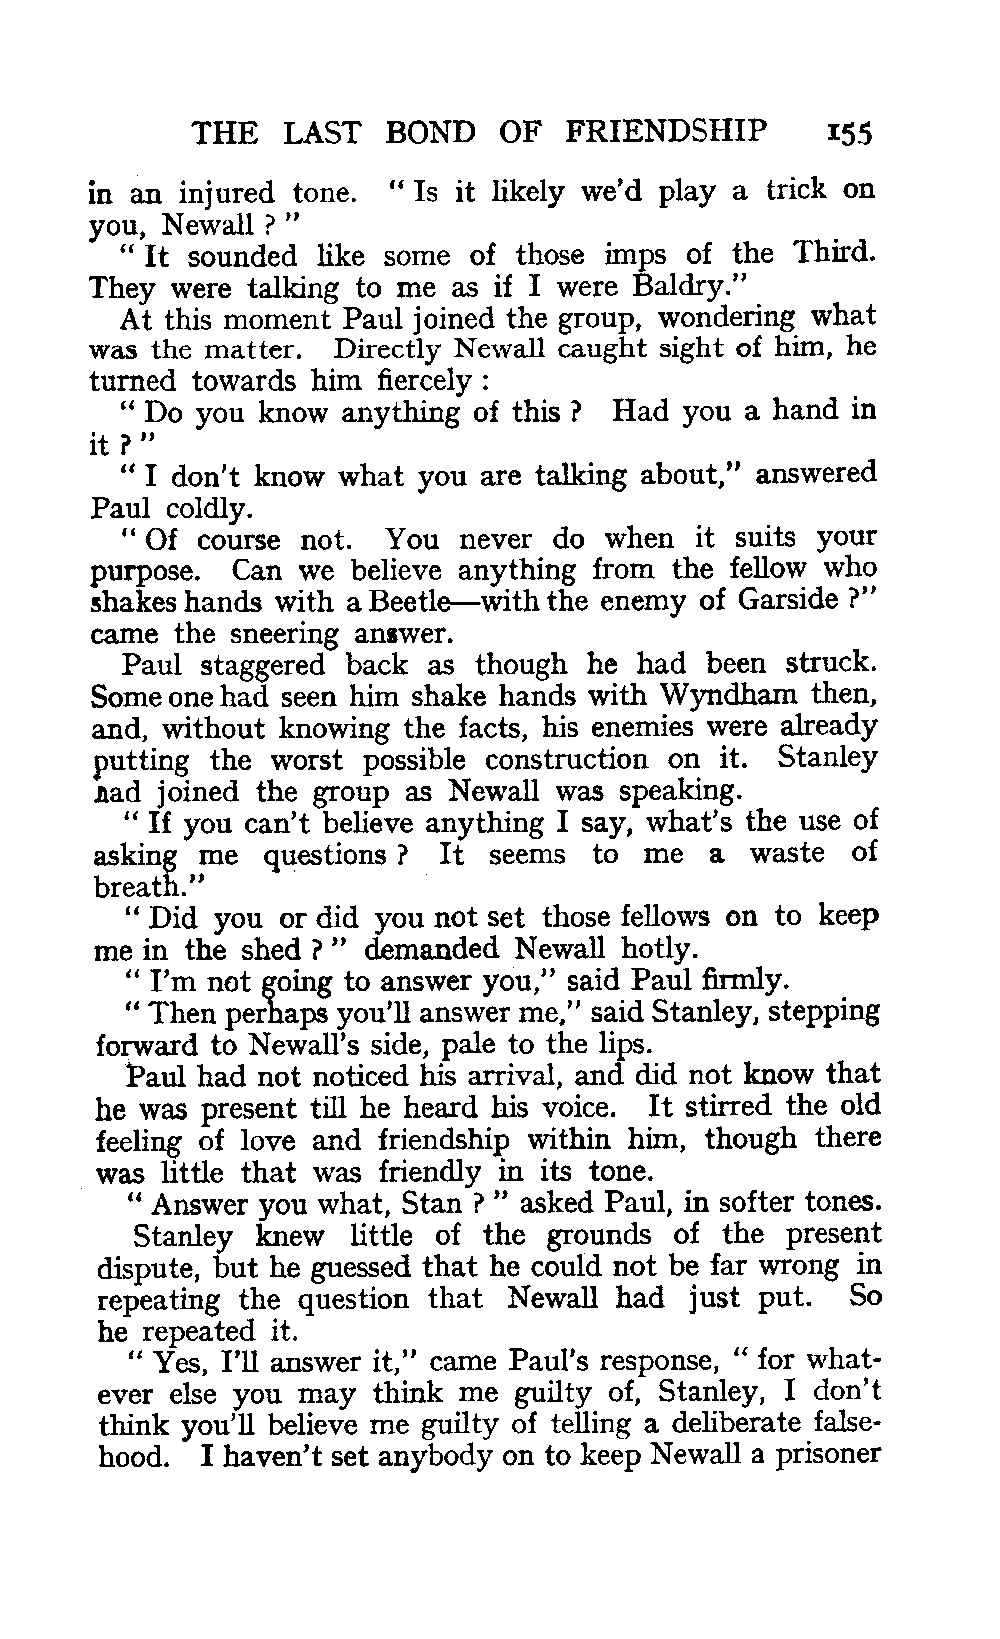 THE LAST BOND OF FRIENDSHIP 155
in an injured tone. “ Is it likely we’d play a trick on
you, Newall ? ”
“ It sounded like some of those imps of the Third.
They were talking to me as if I were Baldry.”
At this moment Paul joined the group, wondering what
was the matter. Directly Newall caught sight of him, he
turned towards him fiercely :
“ Do you know anything of this ? Had you a hand in
it ? ”
“ I don’t know what you are talking about,” answered
Paul coldly.
“ Of course not. You never do when it suits your
purpose. Can we believe anything from the fellow who
shakes hands with a Beetle—with the enemy of Garside ?”
came the sneering answer.
Paul staggered back as though he had been struck.
Some one had seen him shake hands with Wyndham then,
and, without knowing the facts, his enemies were already
putting the worst possible construction on it. Stanley
had joined the group as Newall was speaking.
“ If you can’t believe anything I say, what’s the use of
asking me questions ? It seems to me a waste of
breath.”
“ Did you or did you not set those fellows on to keep
me in the shed ? ” demanded Newall hotly.
“ I’m not going to answer you,” said Paul firmly.
“ Then perhaps you’ll answer me,” said Stanley, stepping
forward to Newall’s side, pale to the lips.
Paul had not noticed his arrival, and did not know that
he was present till he heard his voice. It stirred the old
feeling of love and friendship within him, though there
was little that was friendly in its tone.
“ Answer you what, Stan ? ” asked Paul, in softer tones.
Stanley knew little of the grounds of the present
dispute, but he guessed that he could not be far wrong in
repeating the question that Newall had just put. So
he repeated it.
“ Yes, I’ll answer it,” came Paul’s response, “ for what-
ever else you may think me guilty of, Stanley, I don’t
think you’ll believe me guilty of telling a deliberate false-
hood. I haven’t set anybody on to keep Newall a prisoner